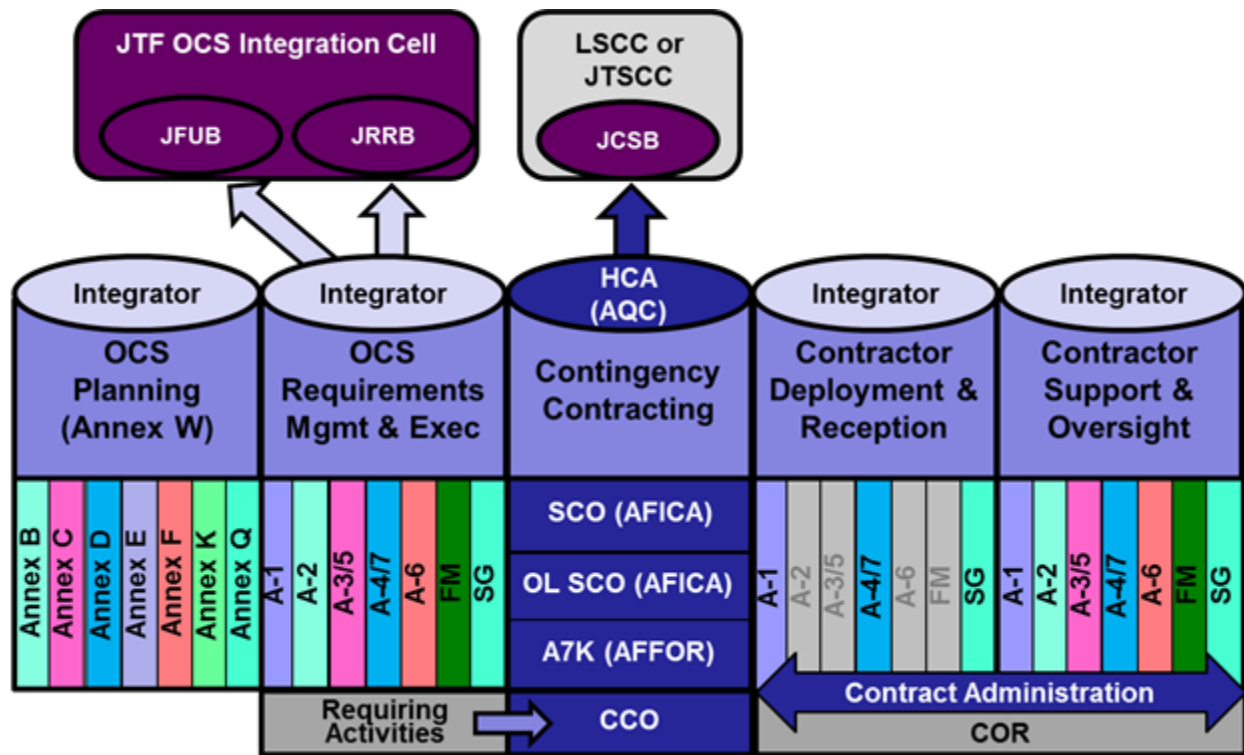 JTF OCS Integration Cell
JFUB
JRRB
LSCC or
JTSCC
JCSB
Integrator
Integrator
HCA
(AQC)
Integrator
Integrator
OCS
Planning
(Annex W)
OCS
Requirements
Mgmt & Exec
Contingency
Contracting
Contractor
Deployment &
Reception
Contractor
Support &
Oversight
Annex B
Annex C
Annex D
Annex E
Annex F
Annex K
Annex Q
A-1
A-2
A-3/5
A-4/7
A-6
FM
SG
SCO (AFICA)
OL SCO (AFICA)
A7K (AFFOR)
A-1
A-2
A-3/5
A-4/7
A-6
FM
SG
A-1
A-2
A-3/5
A-4/7
A-6
FM
SG
Contract Administration
Requiring
Activities
CCO
COR